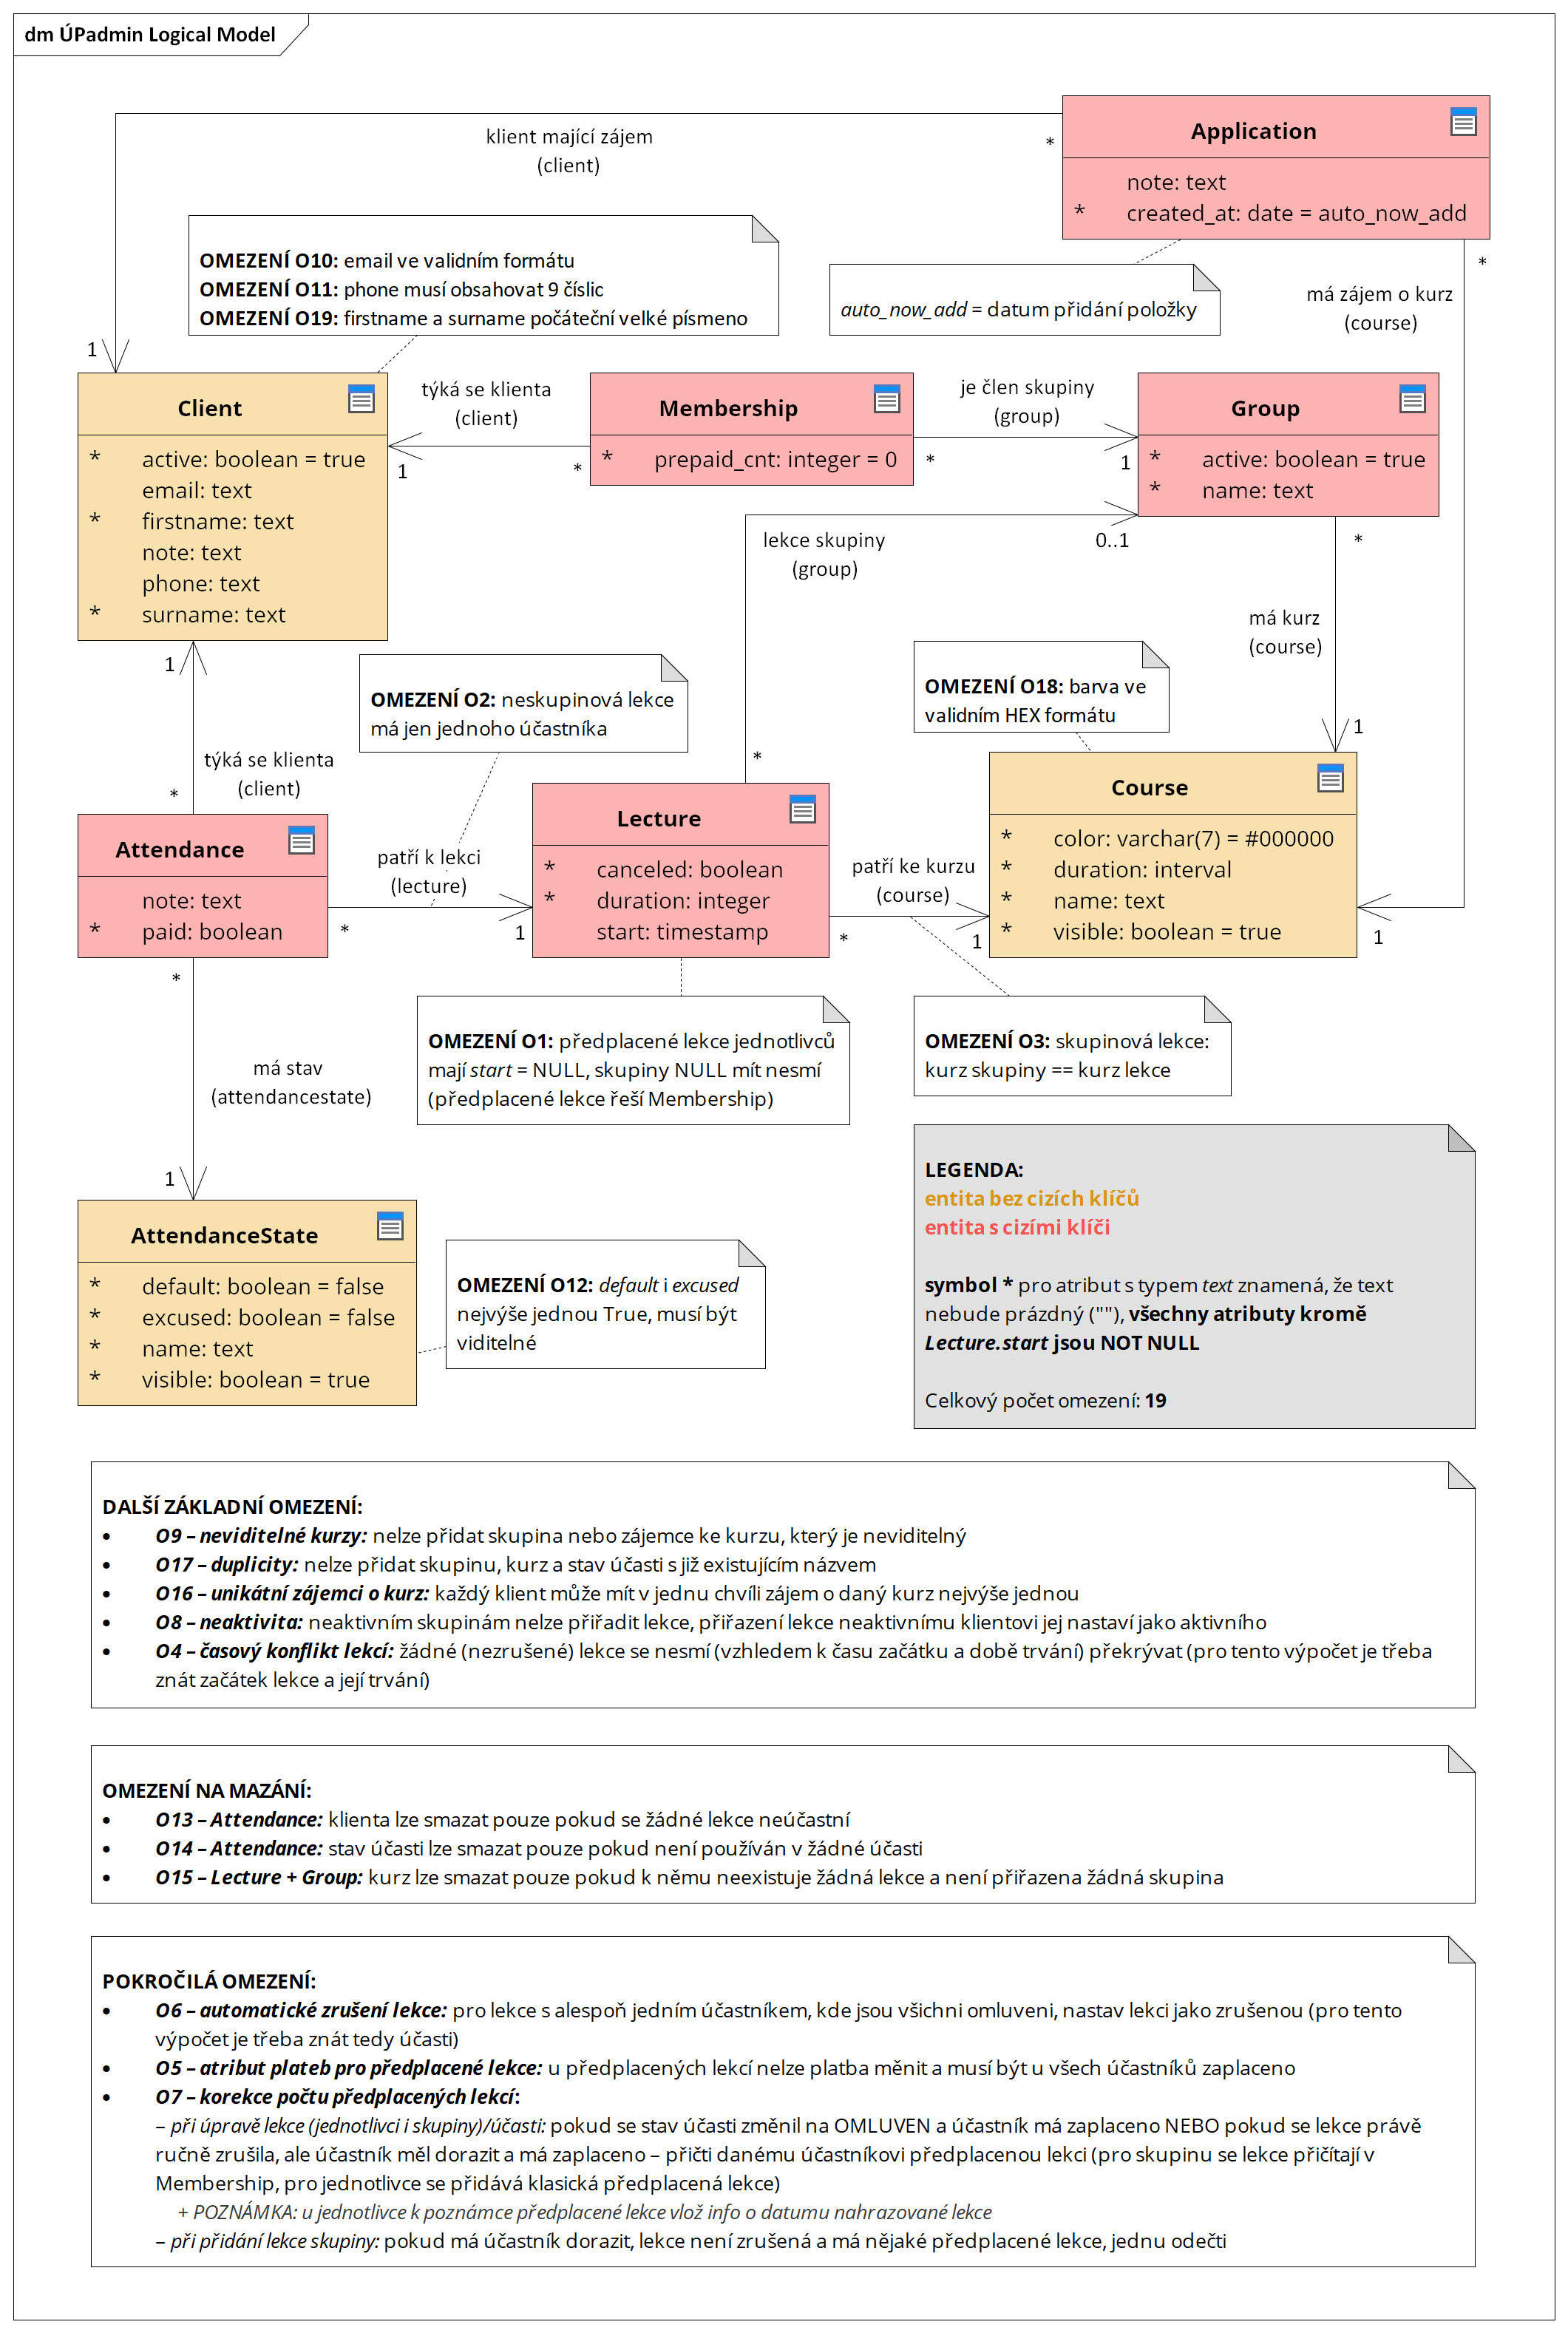 dm ÚPadmin Logical Model
Application
note: text
* created_at: date = auto_now_add
*
*
klient mající zájem
(client)
1
OMEZENÍ O10: email ve validním formátu
OMEZENÍ O11: phone musí obsahovat 9 číslic
OMEZENÍ O19: firstname a surname počáteční velké písmeno
auto_now_add = datum přidání položky
má zájem o kurz
(course)
1
Client
* active: boolean = true
email: text
* firstname: text
note: text
phone: text
* surname: text
týká se klienta
(client)
1
*
Membership
* prepaid_cnt: integer = 0
je člen skupiny
(group)
*
1
Group
* active: boolean = true
* name: text
lekce skupiny
(group)
0..1
*
*
má kurz
(course)
1
1
týká se klienta
(client)
*
OMEZENÍ O2: neskupinová lekce
má jen jednoho účastníka
OMEZENÍ O18: barva ve
validním HEX formátu
Attendance
note: text
* paid: boolean
patří k lekci
(lecture)
*
1
Lecture
* canceled: boolean
* duration: integer
start: timestamp
patří ke kurzu
(course)
*
1
Course
* color: varchar(7) = #000000
* duration: interval
* name: text
* visible: boolean = true
*
má stav
(attendancestate)
1
OMEZENÍ O1: předplacené lekce jednotlivců
mají start = NULL, skupiny NULL mít nesmí
(předplacené lekce řeší Membership)
OMEZENÍ O3: skupinová lekce:
kurz skupiny == kurz lekce
AttendanceState
* default: boolean = false
* excused: boolean = false
* name: text
* visible: boolean = true
OMEZENÍ O12: default i excused
nejvýše jednou True, musí být
viditelné
LEGENDA:
entita bez cizích klíčů
entita s cizími klíči
symbol * pro atribut s typem text znamená, že text
nebude prázdný (""), všechny atributy kromě
Lecture.start jsou NOT NULL
Celkový počet omezení: 19
DALŠÍ ZÁKLADNÍ OMEZENÍ:
• O9 – neviditelné kurzy: nelze přidat skupina nebo zájemce ke kurzu, který je neviditelný
• O17 – duplicity: nelze přidat skupinu, kurz a stav účasti s již existujícím názvem
• O16 – unikátní zájemci o kurz: každý klient může mít v jednu chvíli zájem o daný kurz nejvýše jednou
• O8 – neaktivita: neaktivním skupinám nelze přiřadit lekce, přiřazení lekce neaktivnímu klientovi jej nastaví jako aktivního
• O4 – časový konflikt lekcí: žádné (nezrušené) lekce se nesmí (vzhledem k času začátku a době trvání) překrývat (pro tento výpočet je třeba
znát začátek lekce a její trvání)
OMEZENÍ NA MAZÁNÍ:
• O13 – Attendance: klienta lze smazat pouze pokud se žádné lekce neúčastní
• O14 – Attendance: stav účasti lze smazat pouze pokud není používán v žádné účasti
• O15 – Lecture + Group: kurz lze smazat pouze pokud k němu neexistuje žádná lekce a není přiřazena žádná skupina
POKROČILÁ OMEZENÍ:
• O6 – automatické zrušení lekce: pro lekce s alespoň jedním účastníkem, kde jsou všichni omluveni, nastav lekci jako zrušenou (pro tento
výpočet je třeba znát tedy účasti)
• O5 – atribut plateb pro předplacené lekce: u předplacených lekcí nelze platba měnit a musí být u všech účastníků zaplaceno
• O7 – korekce počtu předplacených lekcí:
– při úpravě lekce (jednotlivci i skupiny)/účasti: pokud se stav účasti změnil na OMLUVEN a účastník má zaplaceno NEBO pokud se lekce právě
ručně zrušila, ale účastník měl dorazit a má zaplaceno – přičti danému účastníkovi předplacenou lekci (pro skupinu se lekce přičítají v
Membership, pro jednotlivce se přidává klasická předplacená lekce)
+ POZNÁMKA: u jednotlivce k poznámce předplacené lekce vlož info o datumu nahrazované lekce
– při přidání lekce skupiny: pokud má účastník dorazit, lekce není zrušená a má nějaké předplacené lekce, jednu odečti